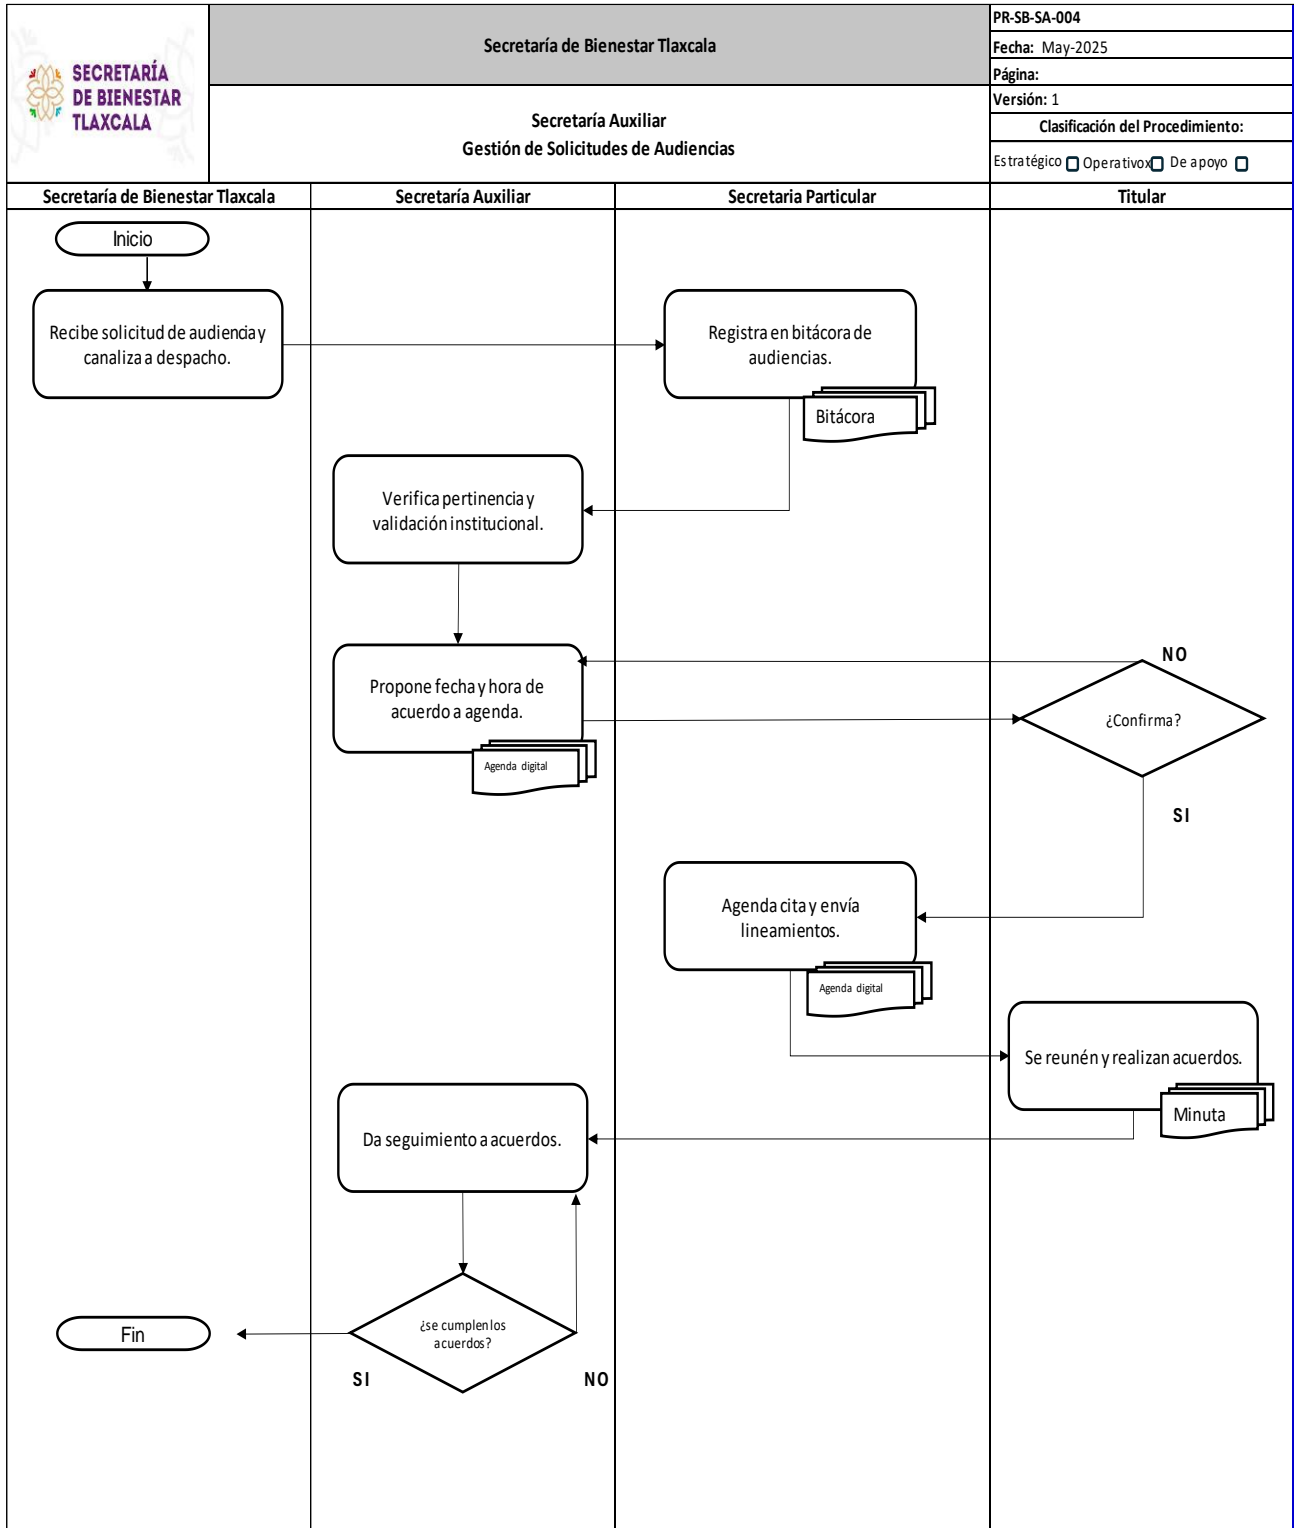 SECRETARÍA
DE BIENESTAR
TLAXCALA
Secretaría de Bienestar Tlaxcala
Secretaría Auxiliar
Gestión de Solicitudes de Audiencias
PR-SB-SA-004
Fecha: May-2025
Página:
Versión: 1
Clasificación del Procedimiento:
Estratégico Operativox De apoyo
Secretaría de Bienestar Tlaxcala
Secretaría Auxiliar
Secretaria Particular
Titular
Inicio
Recibe solicitud de audiencia y
canaliza a despacho.
Registra en bitácora de
audiencias.
Bitácora
Verifica pertinencia y
validación institucional.
Propone fecha y hora de
acuerdo a agenda.
Agenda digital
NO
¿Confirma?
SI
Agenda cita y envía
lineamientos.
Agenda digital
Se reunén y realizan acuerdos.
Minuta
Da seguimiento a acuerdos.
¿se cumplen los
acuerdos?
Fin
SI
NO